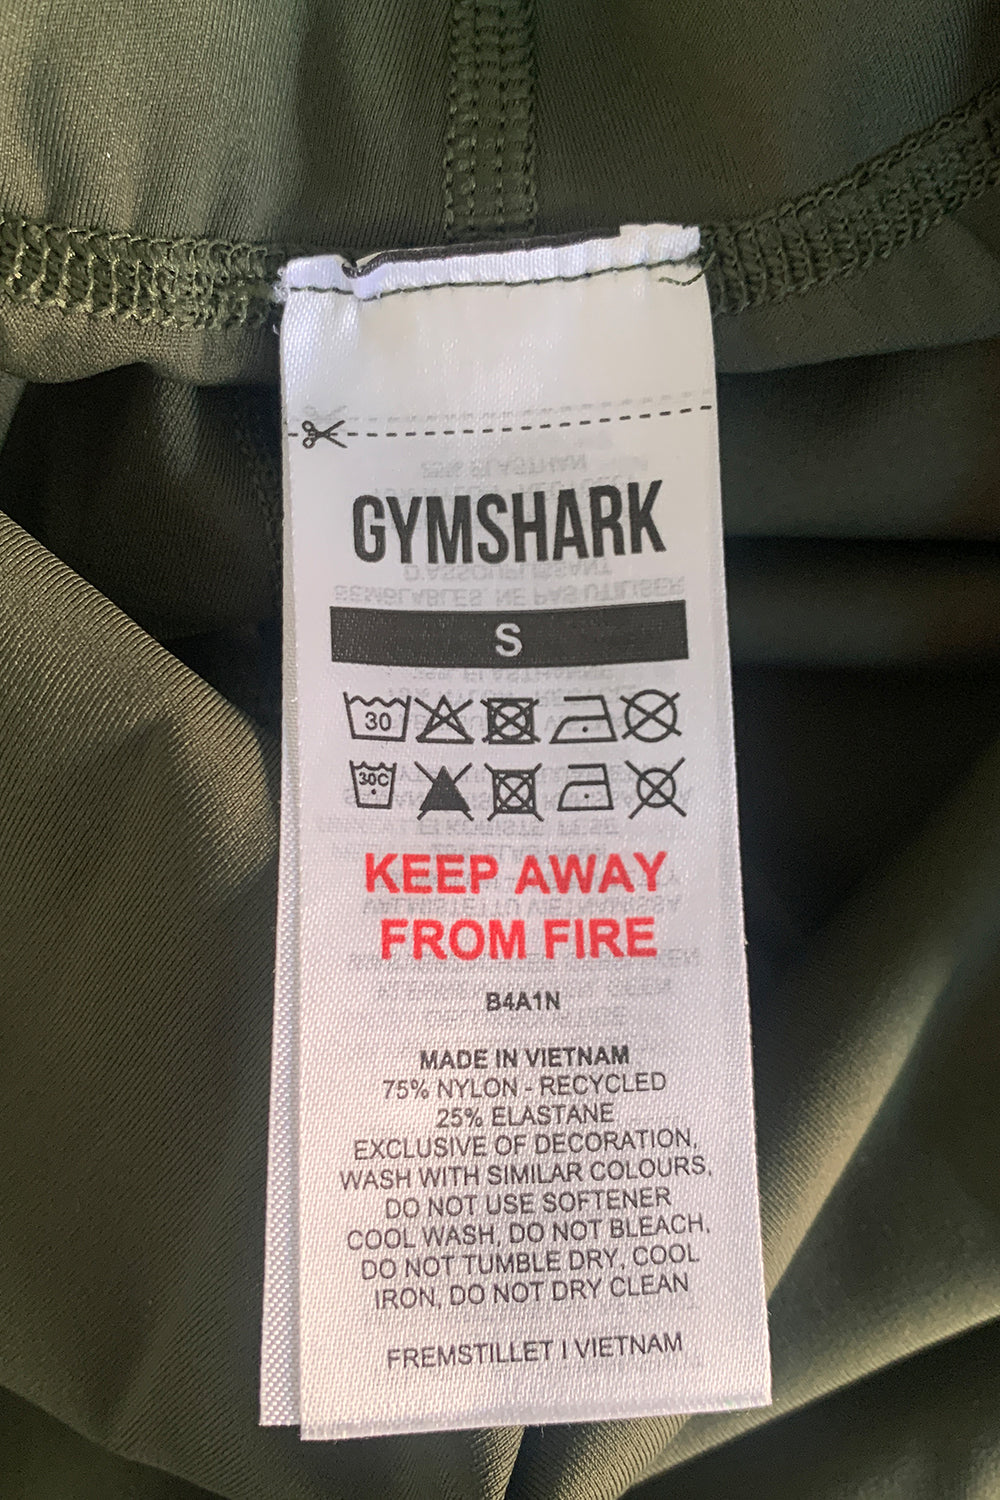 GYMSHARK
S
30
30C
KEEP AWAY
FROM FIRE
B4A1N
MADE IN VIETNAM
75% NYLON - RECYCLED
25% ELASTANE
EXCLUSIVE OF DECORATION,
WASH WITH SIMILAR COLOURS,
DO NOT USE SOFTENER
COOL WASH, DO NOT BLEACH,
DO NOT TUMBLE DRY, COOL
IRON, DO NOT DRY CLEAN
FREMSTILLET I VIETNAM